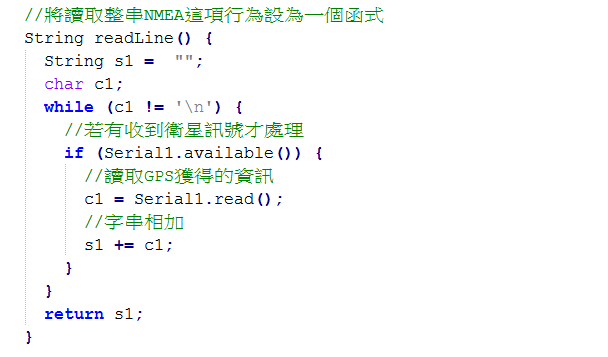 //將讀取整串NMEA這項行為設為一個函式
String readLine() {
  String s1 =  "";
  char c1;
  while (c1 != '\n') {
    //若有收到衛星訊號才處理
    if (Serial1.available()) {
      //讀取GPS獲得的資訊
      c1 = Serial1.read();
      //字串相加
      s1 += c1;
    }
  }
  return s1;
}